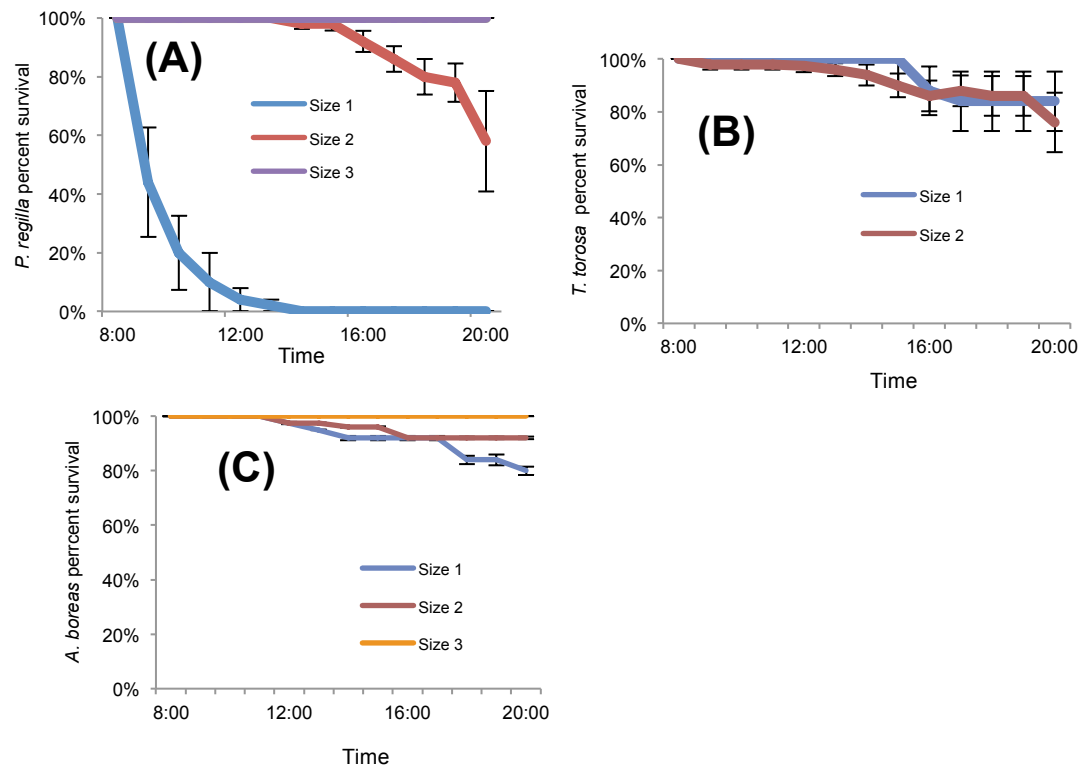 (A)
P. regilla percent survival
100%
80%
60%
40%
20%
0%
Size 1
Size 2
Size 3
8:00 12:00 16:00 20:00
Time
(B)
T. torosa percent survival
100%
80%
60%
40%
20%
0%
Size 1
Size 2
8:00 12:00 16:00 20:00
Time
(C)
A. boreas perrcent survival
100%
80%
60%
40%
20%
0%
Size 1
Size 2
Size 3
8:00 12:00 16:00 20:00
Time